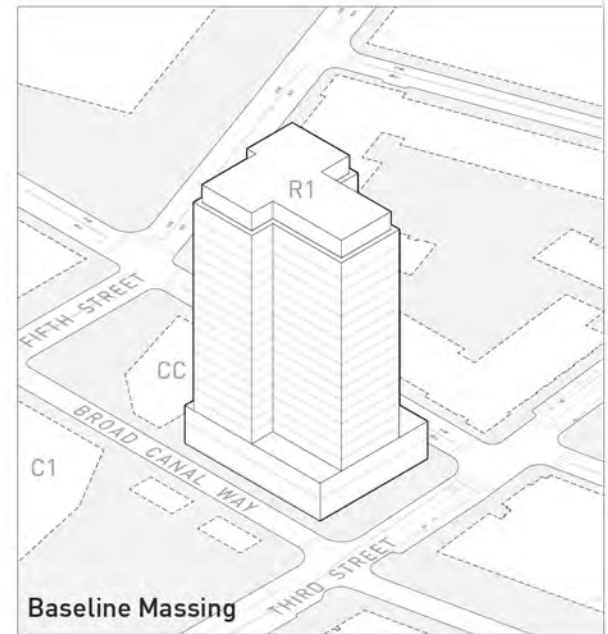 R1
FIFTH STREET
CC
BROAD CANAL WAY
C1
THIRD STREET
Baseline Massing